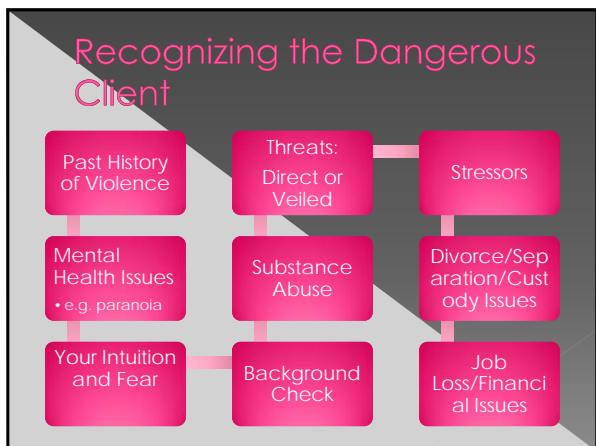 Recognizing the Dangerous
Client
Past History
of Violence
Mental
Health Issues
• e.g. paranoia
Your Intuition
and Fear
Background
Check
Substance
Abuse
Threats:
Direct or
Veiled
Stressors
Divorce/Sep
aration/Cust
ody Issues
Job
Loss/Financi
al Issues